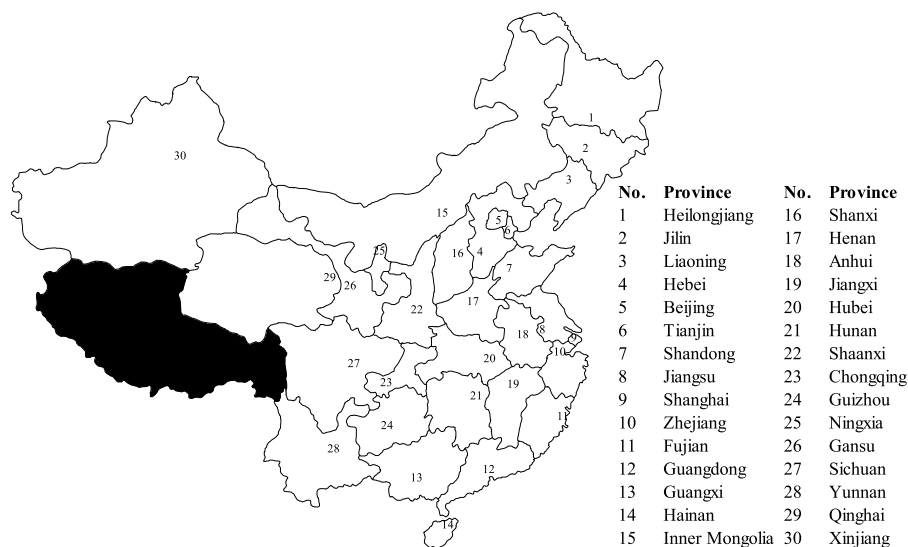 1
2
3
30
15
5
6
4
16
7
25
29
26
17
22
8
18
9
10
20
27
23
19
21
11
24
28
12
13
14
No. Province No. Province
1 Heilongjiang 16 Shanxi
2 Jilin 17 Henan
3 Liaoning 18 Anhui
4 Hebei 19 Jiangxi
5 Beijing 20 Hubei
6 Tianjin 21 Hunan
7 Shandong 22 Shaanxi
8 Jiangsu 23 Chongqing
9 Shanghai 24 Guizhou
10 Zhejiang 25 Ningxia
11 Fujian 26 Gansu
12 Guangdong 27 Sichuan
13 Guangxi 28 Yunnan
14 Hainan 29 Qinghai
15 Inner Mongolia 30 Xinjiang